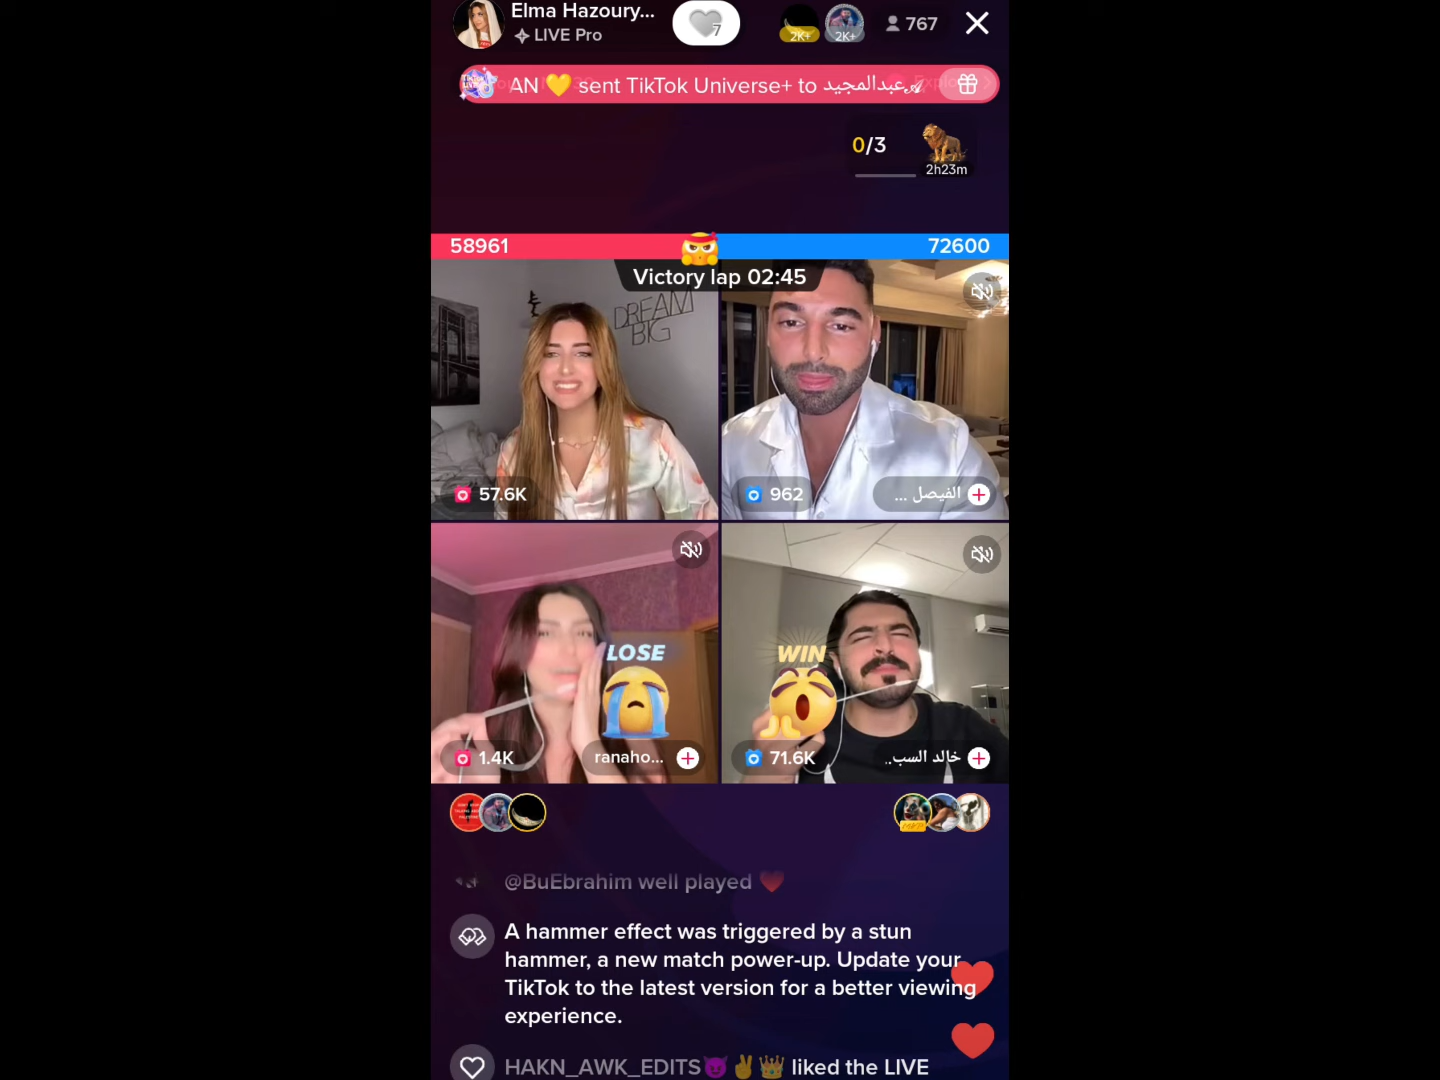 Elma Hazoury...
LIVE Pro
7
2K+
2K+
767
AN 💛 sent TikTok Universe+ to عبدالمجيد𝒜
0/3
2h23m
58961
72600
Victory lap 02:45
DREAM
BIG
57.6K
962
الفيصل ...
LOSE
WIN
1.4K
ranaho...
71.6K
خالد السب..
@BuEbrahim well played ❤️
A hammer effect was triggered by a stun
hammer, a new match power-up. Update your
TikTok to the latest version for a better viewing
experience.
HAKN_AWK_EDITS😈✌️👑 liked the LIVE